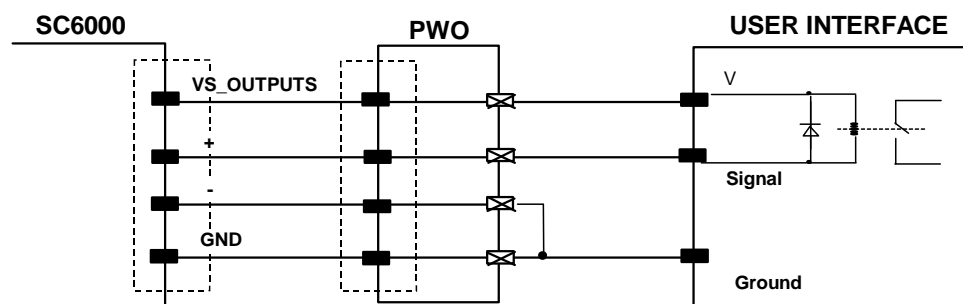 SC6000
PWO
USER INTERFACE
VS_OUTPUTS
V
+
-
Signal
GND
Ground